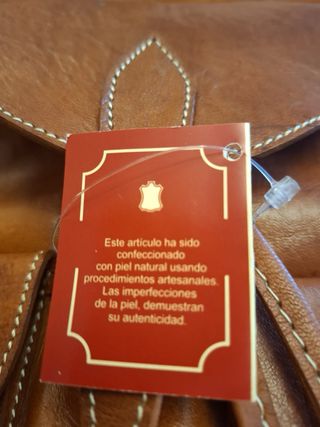 Este artículo ha sido
confeccionado
con piel natural usando
procedimientos artesanales.
Las imperfecciones
de la piel, demuestran
su autenticidad.